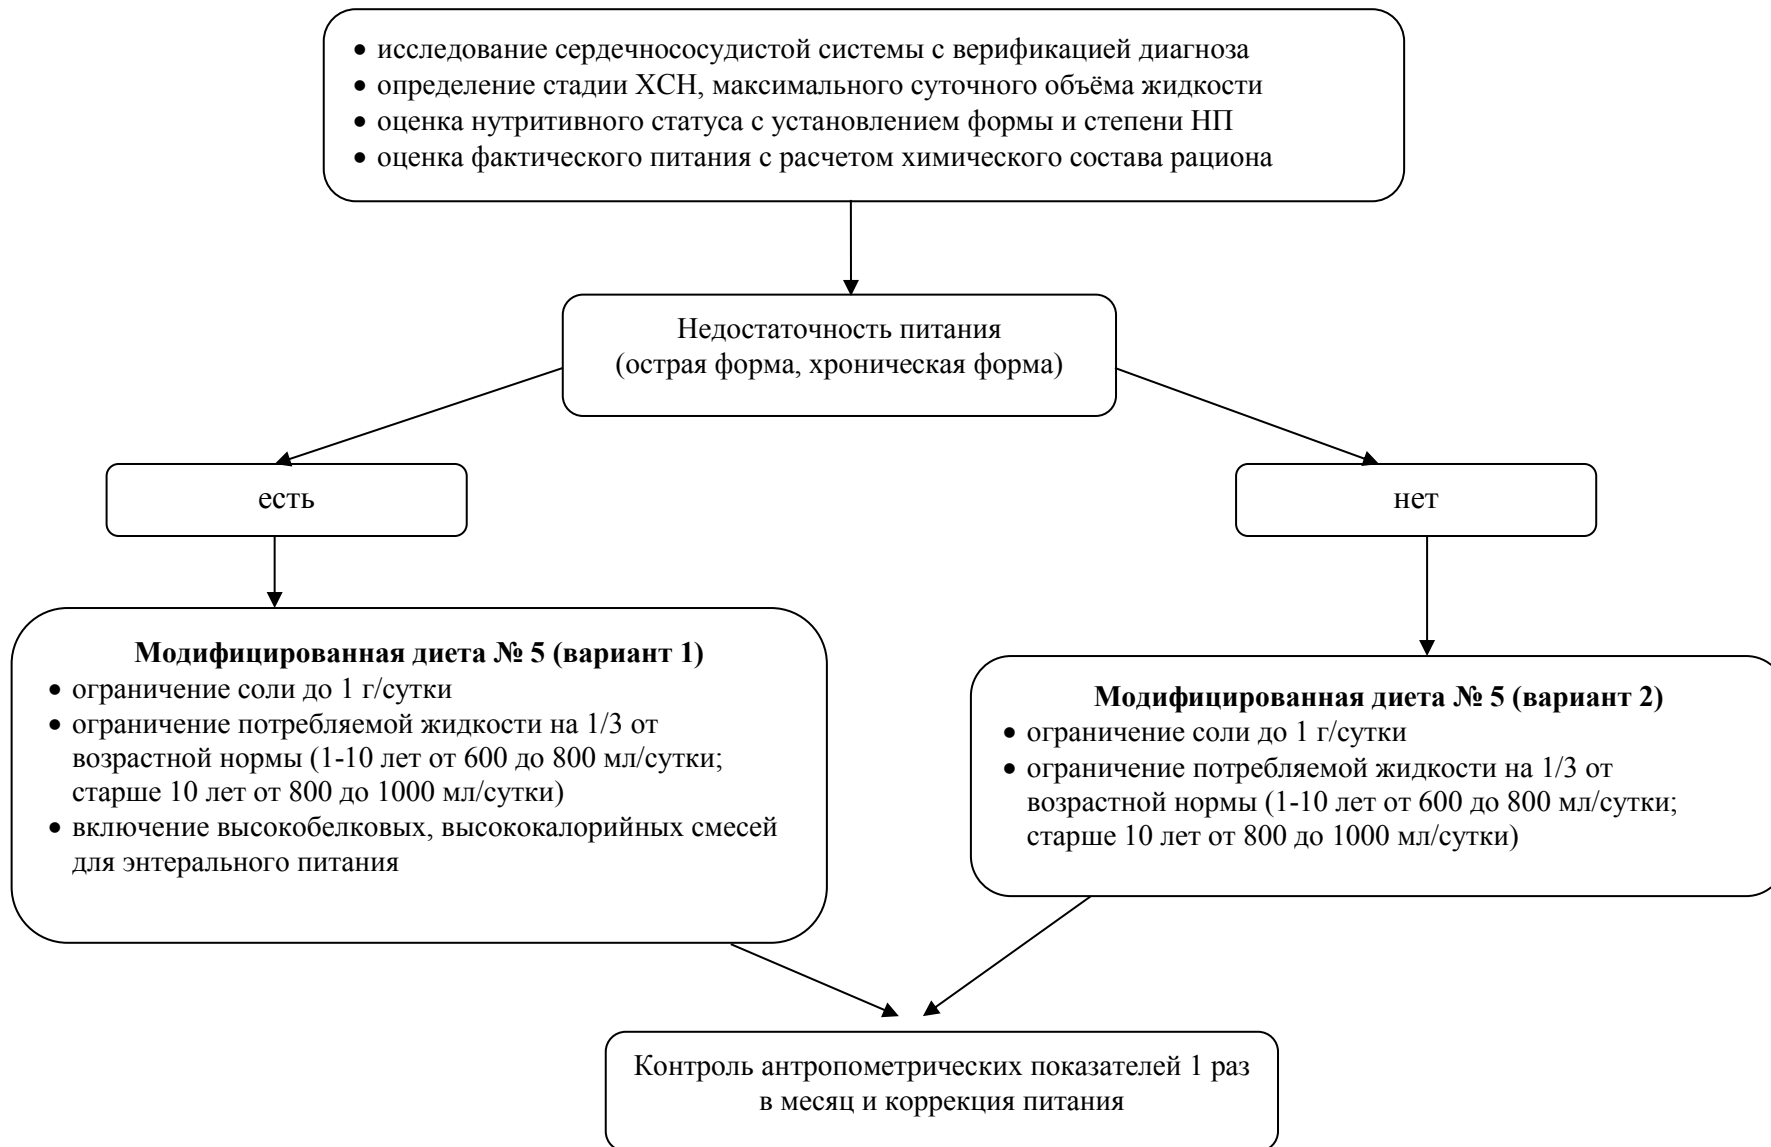 • исследование сердечнососудистой системы с верификацией диагноза
• определение стадии ХСН, максимального суточного объёма жидкости
• оценка нутритивного статуса с установлением формы и степени НП
• оценка фактического питания с расчетом химического состава рациона
Недостаточность питания
(острая форма, хроническая форма)
есть
нет
Модифицированная диета № 5 (вариант 1)
• ограничение соли до 1 г/сутки
• ограничение потребляемой жидкости на 1/3 от
возрастной нормы (1-10 лет от 600 до 800 мл/сутки;
старше 10 лет от 800 до 1000 мл/сутки)
• включение высокобелковых, высококалорийных смесей
для энтерального питания
Модифицированная диета № 5 (вариант 2)
• ограничение соли до 1 г/сутки
• ограничение потребляемой жидкости на 1/3 от
возрастной нормы (1-10 лет от 600 до 800 мл/сутки;
старше 10 лет от 800 до 1000 мл/сутки)
Контроль антропометрических показателей 1 раз
в месяц и коррекция питания